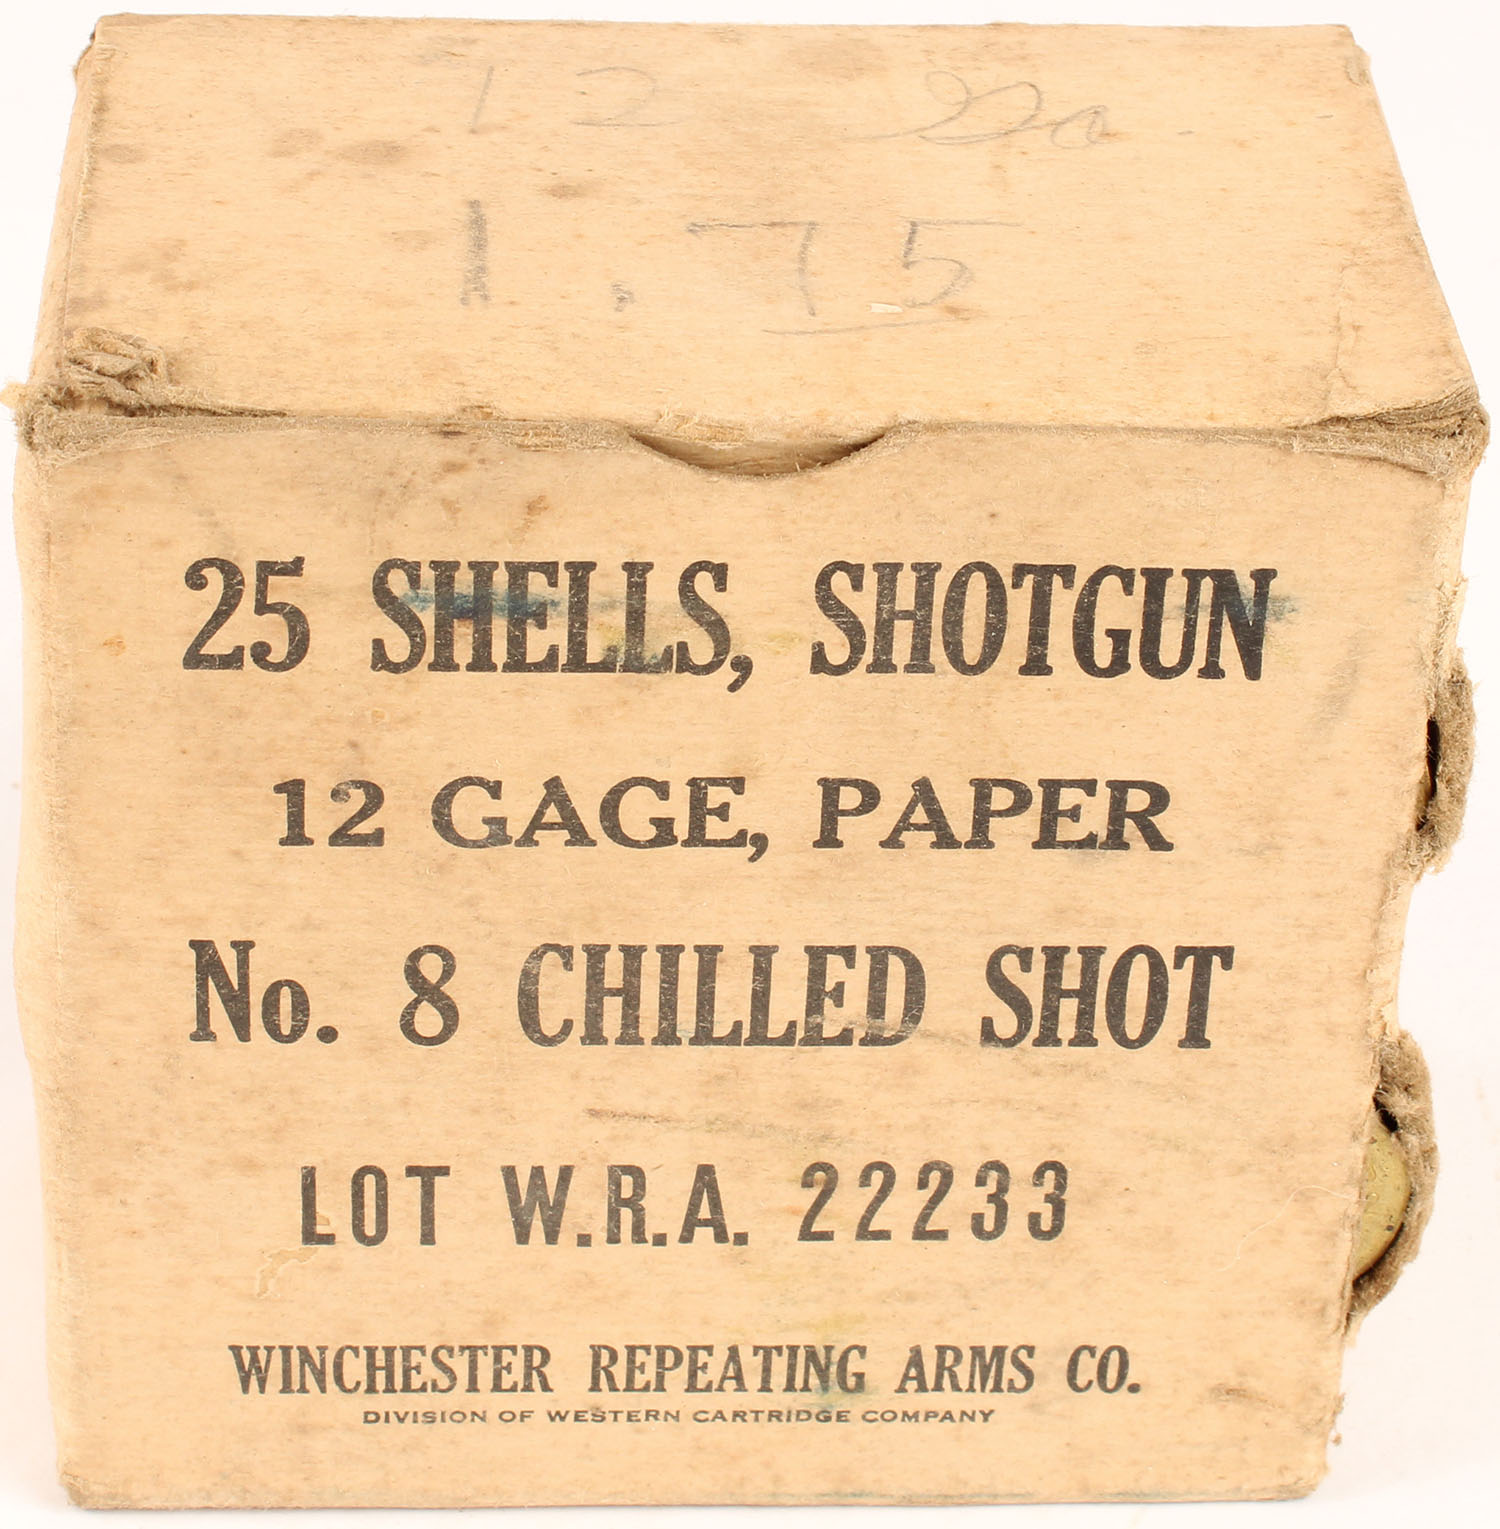 12 Ga.
1.75
25 SHELLS, SHOTGUN
12 GAGE, PAPER
No. 8 CHILLED SHOT
LOT W.R.A. 22233
WINCHESTER REPEATING ARMS CO.
DIVISION OF WESTERN CARTRIDGE COMPANY